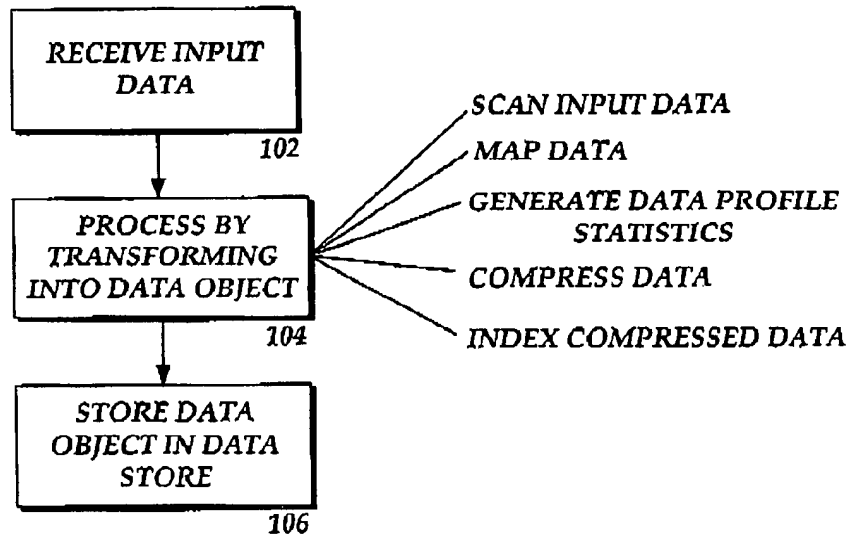 RECEIVE INPUT
DATA
102
PROCESS BY
TRANSFORMING
INTO DATA OBJECT
104
SCAN INPUT DATA
MAP DATA
GENERATE DATA PROFILE
STATISTICS
COMPRESS DATA
INDEX COMPRESSED DATA
STORE DATA
OBJECT IN DATA
STORE
106